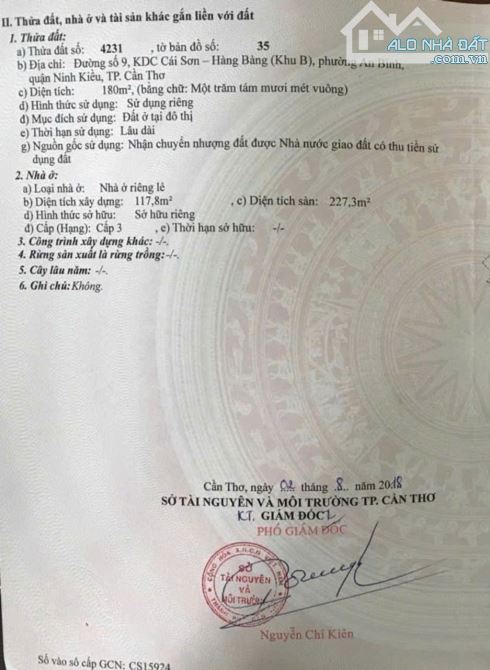 ALO NHÀ ĐẤT
II. Thửa đất, nhà ở và tài sản khác gắn liền với đất
1. Thửa đất:
a) Thửa đất số: 4231 , tờ bản đồ số: 35
b) Địa chỉ: Đường số 9, KDC Cái Sơn – Hàng Bàng (Khu B), phường An Bình,
quận Ninh Kiều, TP. Cần Thơ
c) Diện tích: 180m², (bằng chữ: Một trăm tám mươi mét vuông)
d) Hình thức sử dụng: Sử dụng riêng
đ) Mục đích sử dụng: Đất ở tại đô thị
e) Thời hạn sử dụng: Lâu dài
g) Nguồn gốc sử dụng: Nhận chuyển nhượng đất được Nhà nước giao đất có thu tiền sử
dụng đất
2. Nhà ở:
a) Loại nhà ở: Nhà ở riêng lẻ
b) Diện tích xây dựng: 117,8m² , c) Diện tích sàn: 227,3m²
d) Hình thức sở hữu: Sở hữu riêng
đ) Cấp (Hạng): Cấp 3 , e) Thời hạn sở hữu: -/-
3. Công trình xây dựng khác: -/-.
4. Rừng sản xuất là rừng trồng:-/-.
5. Cây lâu năm: -/-.
6. Ghi chú: Không.
Cần Thơ, ngày 02 tháng 8.. năm 2018
SỞ TÀI NGUYÊN VÀ MÔI TRƯỜNG TP. CẦN THƠ
KT. GIÁM ĐỐC
PHÓ GIÁM ĐỐC
SỞ
TÀI NGUYÊN
VÀ
MÔI TRƯỜNG
Nguyễn Chí Kiên
Số vào sổ cấp GCN: CS15924